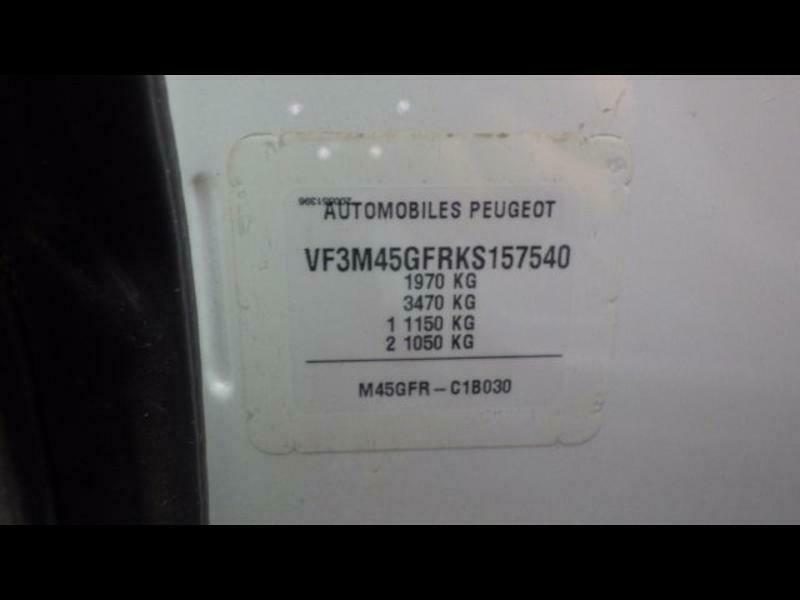 AUTOMOBILES PEUGEOT
VF3M45GFRKS157540
1970 KG
3470 KG
1 1150 KG
2 1050 KG
M45GFR-C1B030